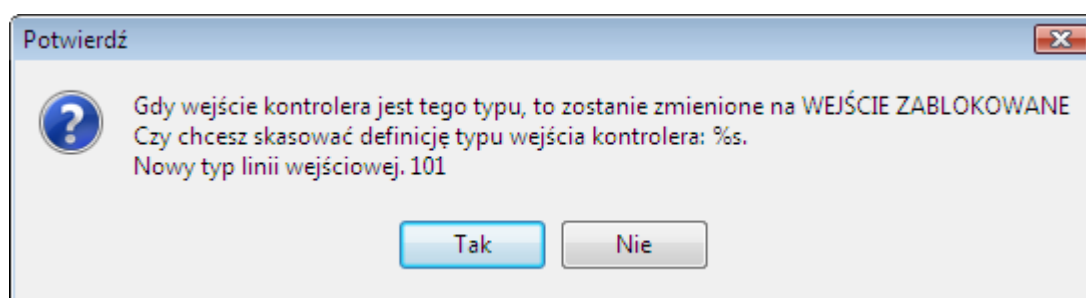 Potwierdź
Gdy wejście kontrolera jest tego typu, to zostanie zmienione na WEJŚCIE ZABLOKOWANE
Czy chcesz skasować definicję typu wejścia kontrolera: %s.
Nowy typ linii wejściowej. 101
Tak
Nie